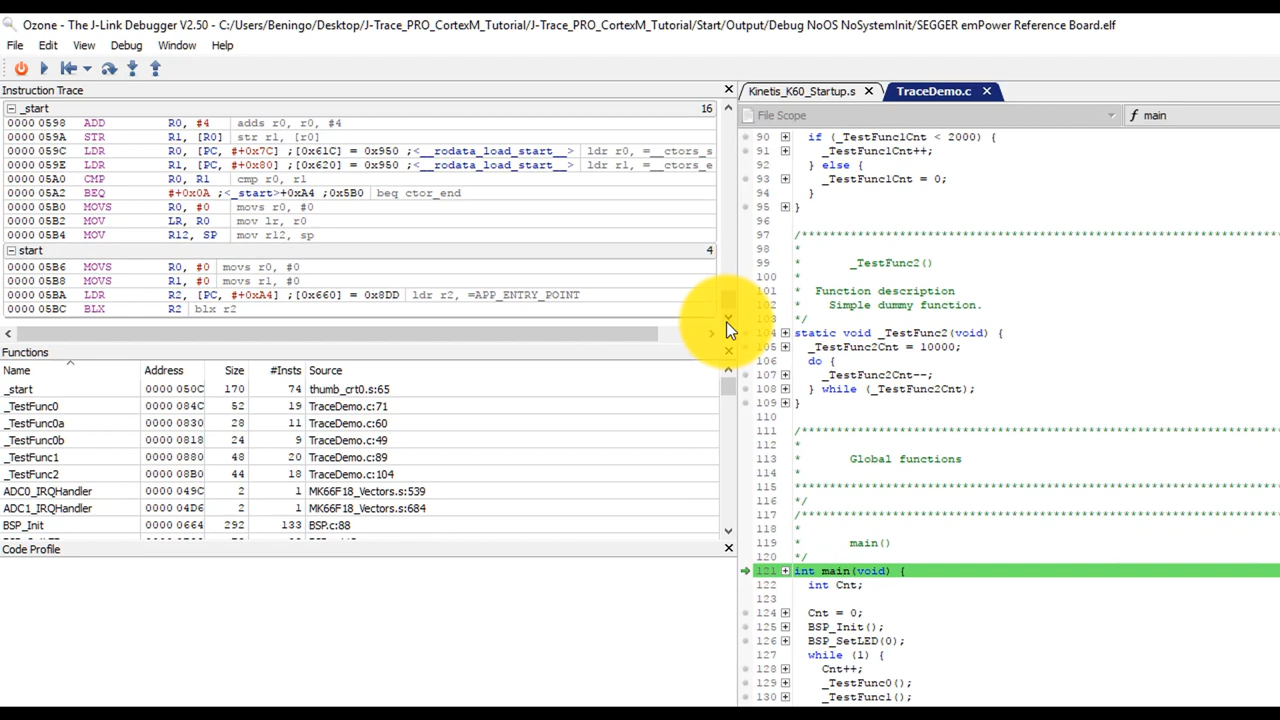 Ozone - The J-Link Debugger V2.50 - C:/Users/Beningo/Desktop/J-Trace_PRO_CortexM_Tutorial/J-Trace_PRO_CortexM_Tutorial/Start/Output/Debug NoOS NoSystemInit/SEGGER emPower Reference Board.elf
File Edit View Debug Window Help
Instruction Trace
_start 16
0000 0598 ADD R0, #4 adds r0, r0, #4
0000 059A STR R1, [R0] str r1, [r0]
0000 059C LDR R0, [PC, #+0x7C] ;[0x61C] = 0x950 ;<__rodata_load_start__> ldr r0, =__ctors_s
0000 059E LDR R1, [PC, #+0x80] ;[0x620] = 0x950 ;<__rodata_load_start__> ldr r1, =__ctors_e
0000 05A0 CMP R0, R1 cmp r0, r1
0000 05A2 BEQ #+0x0A ;<_start>+0xA4 ;0x5B0 beq ctor_end
0000 05B0 MOVS R0, #0 movs r0, #0
0000 05B2 MOV LR, R0 mov lr, r0
0000 05B4 MOV R12, SP mov r12, sp
start 4
0000 05B6 MOVS R0, #0 movs r0, #0
0000 05B8 MOVS R1, #0 movs r1, #0
0000 05BA LDR R2, [PC, #+0xA4] ;[0x660] = 0x8DD ldr r2, =APP_ENTRY_POINT
0000 05BC BLX R2 blx r2
Functions
Name Address Size #Insts Source
_start 0000 050C 170 74 thumb_crt0.s:65
_TestFunc0 0000 084C 52 19 TraceDemo.c:71
_TestFunc0a 0000 0830 28 11 TraceDemo.c:60
_TestFunc0b 0000 0818 24 9 TraceDemo.c:49
_TestFunc1 0000 0880 48 20 TraceDemo.c:89
_TestFunc2 0000 08B0 44 18 TraceDemo.c:104
ADC0_IRQHandler 0000 049C 2 1 MK66F18_Vectors.s:539
ADC1_IRQHandler 0000 04D6 2 1 MK66F18_Vectors.s:684
BSP_Init 0000 0664 292 133 BSP.c:88
Code Profile
Kinetis_K60_Startup.s TraceDemo.c
File Scope main
90 if (_TestFunc1Cnt < 2000) {
91 _TestFunc1Cnt++;
92 } else {
93 _TestFunc1Cnt = 0;
94 }
95 }
96
97 /*********************************************************************
98 *
99 * _TestFunc2()
100 *
101 * Function description
102 * Simple dummy function.
103 */
104 static void _TestFunc2(void) {
105 _TestFunc2Cnt = 10000;
106 do {
107 _TestFunc2Cnt--;
108 } while (_TestFunc2Cnt);
109 }
110
111 /*********************************************************************
112 *
113 * Global functions
114 *
115 **********************************************************************
116 */
117 /*********************************************************************
118 *
119 * main()
120 */
121 int main(void) {
122 int Cnt;
123
124 Cnt = 0;
125 BSP_Init();
126 BSP_SetLED(0);
127 while (1) {
128 Cnt++;
129 _TestFunc0();
130 _TestFunc1();